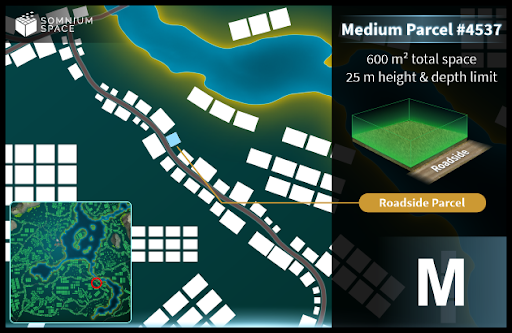 SOMNIUM
SPACE
Medium Parcel #4537
600 m² total space
25 m height & depth limit
Roadside
Roadside Parcel
M